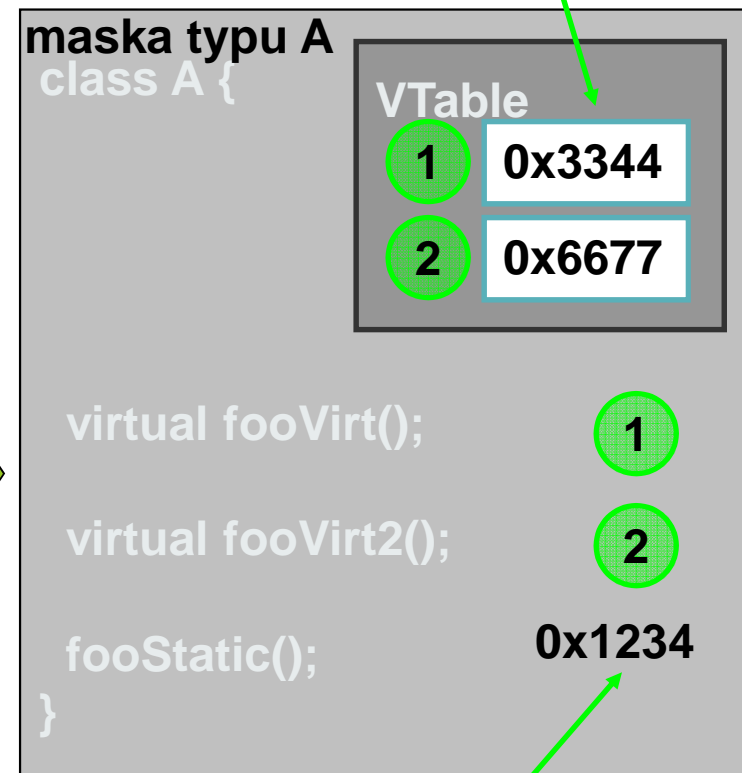 maska typu A
class A {
VTable
1 0x3344
2 0x6677
virtual fooVirt(); 1
virtual fooVirt2(); 2
fooStatic(); 0x1234
}